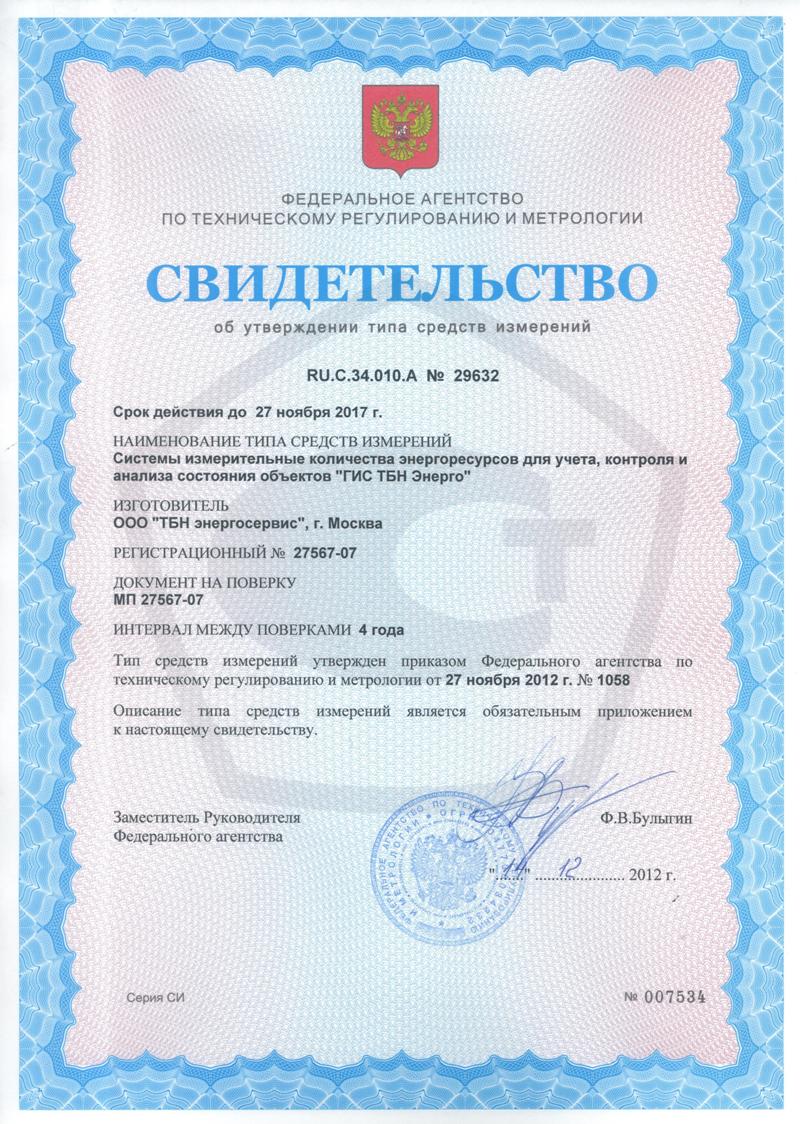 ФЕДЕРАЛЬНОЕ АГЕНТСТВО
ПО ТЕХНИЧЕСКОМУ РЕГУЛИРОВАНИЮ И МЕТРОЛОГИИ
СВИДЕТЕЛЬСТВО
об утверждении типа средств измерений
RU.C.34.010.A № 29632
Срок действия до 27 ноября 2017 г.
НАИМЕНОВАНИЕ ТИПА СРЕДСТВ ИЗМЕРЕНИЙ
Системы измерительные количества энергоресурсов для учета, контроля и
анализа состояния объектов "ГИС ТБН Энерго"
ИЗГОТОВИТЕЛЬ
ООО "ТБН энергосервис", г. Москва
РЕГИСТРАЦИОННЫЙ № 27567-07
ДОКУМЕНТ НА ПОВЕРКУ
МП 27567-07
ИНТЕРВАЛ МЕЖДУ ПОВЕРКАМИ 4 года
Тип средств измерений утвержден приказом Федерального агентства по
техническому регулированию и метрологии от 27 ноября 2012 г. № 1058
Описание типа средств измерений является обязательным приложением
к настоящему свидетельству.
Заместитель Руководителя
Федерального агентства
Ф.В.Булыгин
"14" 12 2012 г.
Серия СИ
№ 007534